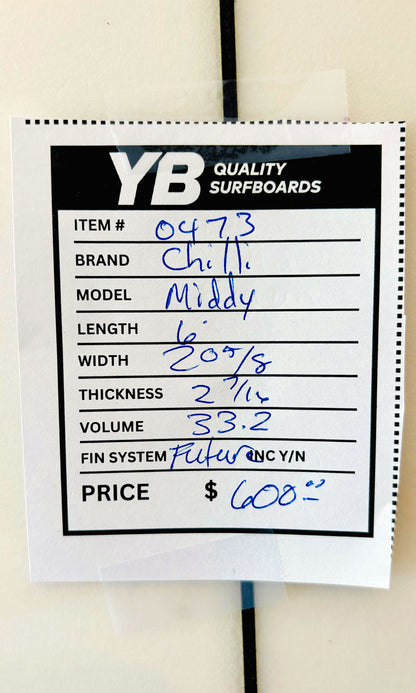 YB QUALITY
SURFBOARDS
ITEM # 0473
BRAND Chilli
MODEL Middy
LENGTH 6'
WIDTH 20 5/8
THICKNESS 2 7/16
VOLUME 33.2
FIN SYSTEM Future INC Y/N
PRICE $ 600.00